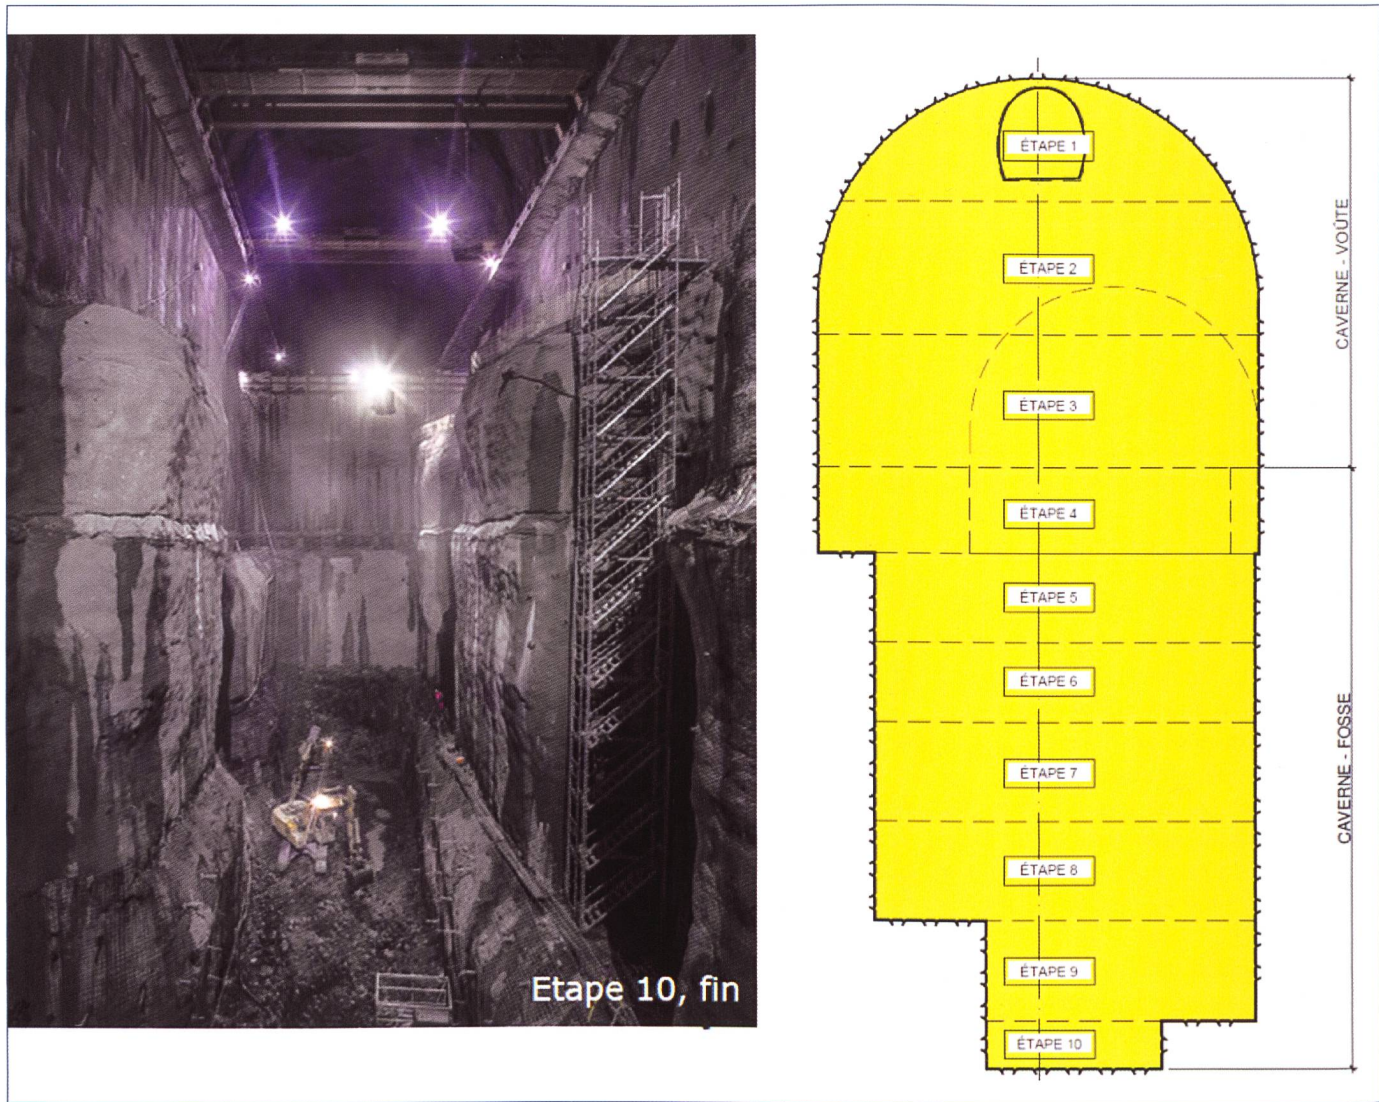 Etape 10, fin
ÉTAPE 1
ÉTAPE 2
ÉTAPE 3
ÉTAPE 4
ÉTAPE 5
ÉTAPE 6
ÉTAPE 7
ÉTAPE 8
ÉTAPE 9
ÉTAPE 10
CAVERNE - VOÛTE
CAVERNE - FOSSE